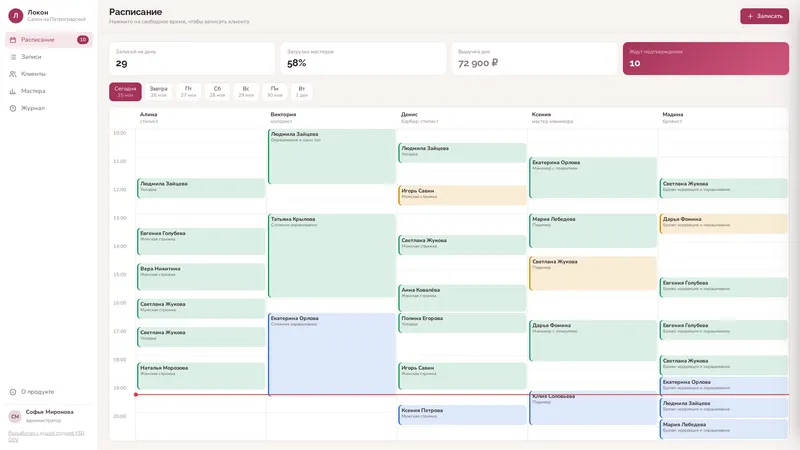 Локон
Салон на Петроградской
Расписание 10
Записи
Клиенты
Мастера
Журнал
О продукте
СМ
Софья Миронова
администратор
Расписание
Нажмите на свободное время, чтобы записать клиента
+ Записать
Записей на день
29
Загрузка мастеров
58%
Выручка дня
72 900 ₽
Ждут подтверждения
10
Сегодня
25 ноя
Завтра
26 ноя
Пт
27 ноя
Сб
28 ноя
Вс
29 ноя
Пн
30 ноя
Вт
1 дек
Алина
стилист
Виктория
колорист
Денис
барбер-стилист
Ксения
мастер маникюра
Мадина
бровист
10:00
11:00
12:00
13:00
14:00
15:00
16:00
17:00
18:00
19:00
20:00
Людмила Зайцева
Укладка
Евгения Голубева
Женская стрижка
Вера Никитина
Женская стрижка
Светлана Жукова
Укладка
Светлана Жукова
Укладка
Наталья Морозова
Женская стрижка
Людмила Зайцева
Окрашивание в один тон
Татьяна Крылова
Сложное окрашивание
Екатерина Орлова
Сложное окрашивание
Людмила Зайцева
Укладка
Игорь Савин
Мужская стрижка
Светлана Жукова
Мужская стрижка
Анна Ковалёва
Женская стрижка
Полина Егорова
Укладка
Игорь Савин
Женская стрижка
Ксения Петрова
Мужская стрижка
Екатерина Орлова
Маникюр с покрытием
Мария Лебедева
Педикюр
Светлана Жукова
Педикюр
Дарья Фомина
Маникюр с покрытием
Юлия Соловьёва
Педикюр
Светлана Жукова
Брови: коррекция и окрашивание
Дарья Фомина
Брови: коррекция и окрашивание
Евгения Голубева
Брови: коррекция и окрашивание
Евгения Голубева
Брови: коррекция и окрашивание
Светлана Жукова
Брови: коррекция и окрашивание
Екатерина Орлова
Брови: коррекция и окрашивание
Людмила Зайцева
Брови: коррекция и окрашивание
Мария Лебедева
Брови: коррекция и окрашивание